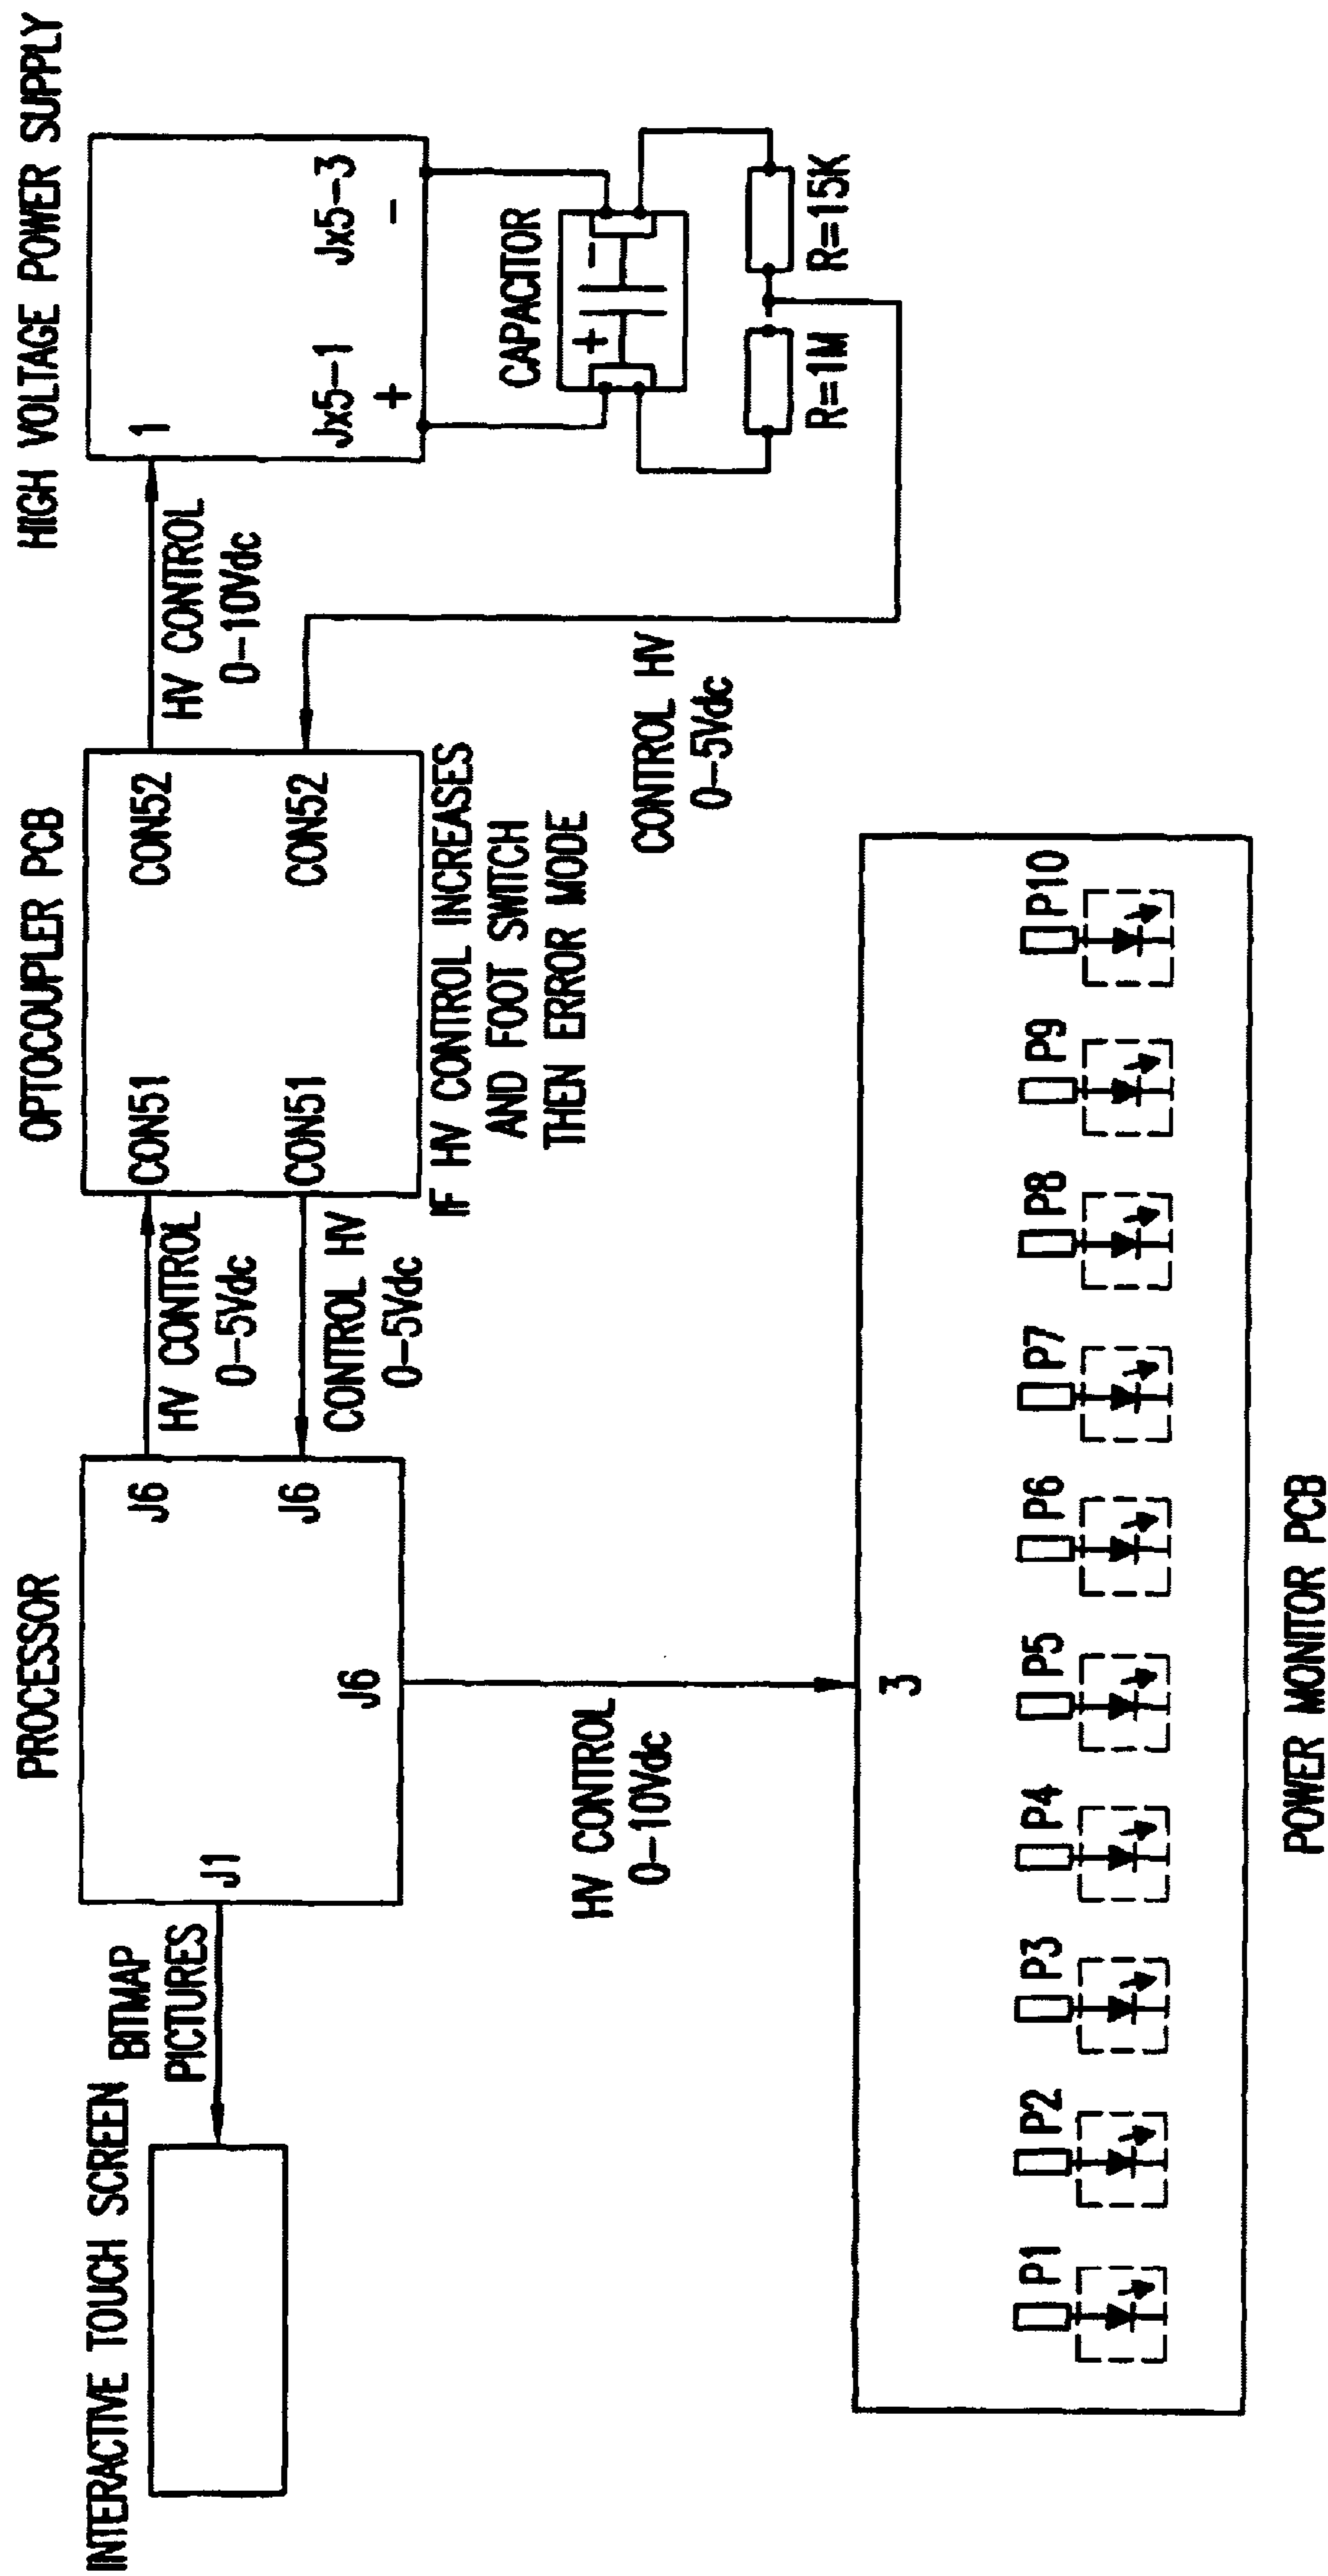 INTERACTIVE TOUCH SCREEN
BITMAP
PICTURES
PROCESSOR
J1
J6
J6
J6
HV CONTROL
0-5Vdc
CONTROL HV
0-5Vdc
OPTOCOUPLER PCB
CON51
CON52
CON51
CON52
IF HV CONTROL INCREASES
AND FOOT SWITCH
THEN ERROR MODE
HV CONTROL
0-10Vdc
HIGH VOLTAGE POWER SUPPLY
1
Jx5-1
Jx5-3
+
-
CAPACITOR
+
-
R=1M
R=15K
CONTROL HV
0-5Vdc
HV CONTROL
0-10Vdc
3
P1
P2
P3
P4
P5
P6
P7
P8
P9
P10
POWER MONITOR PCB